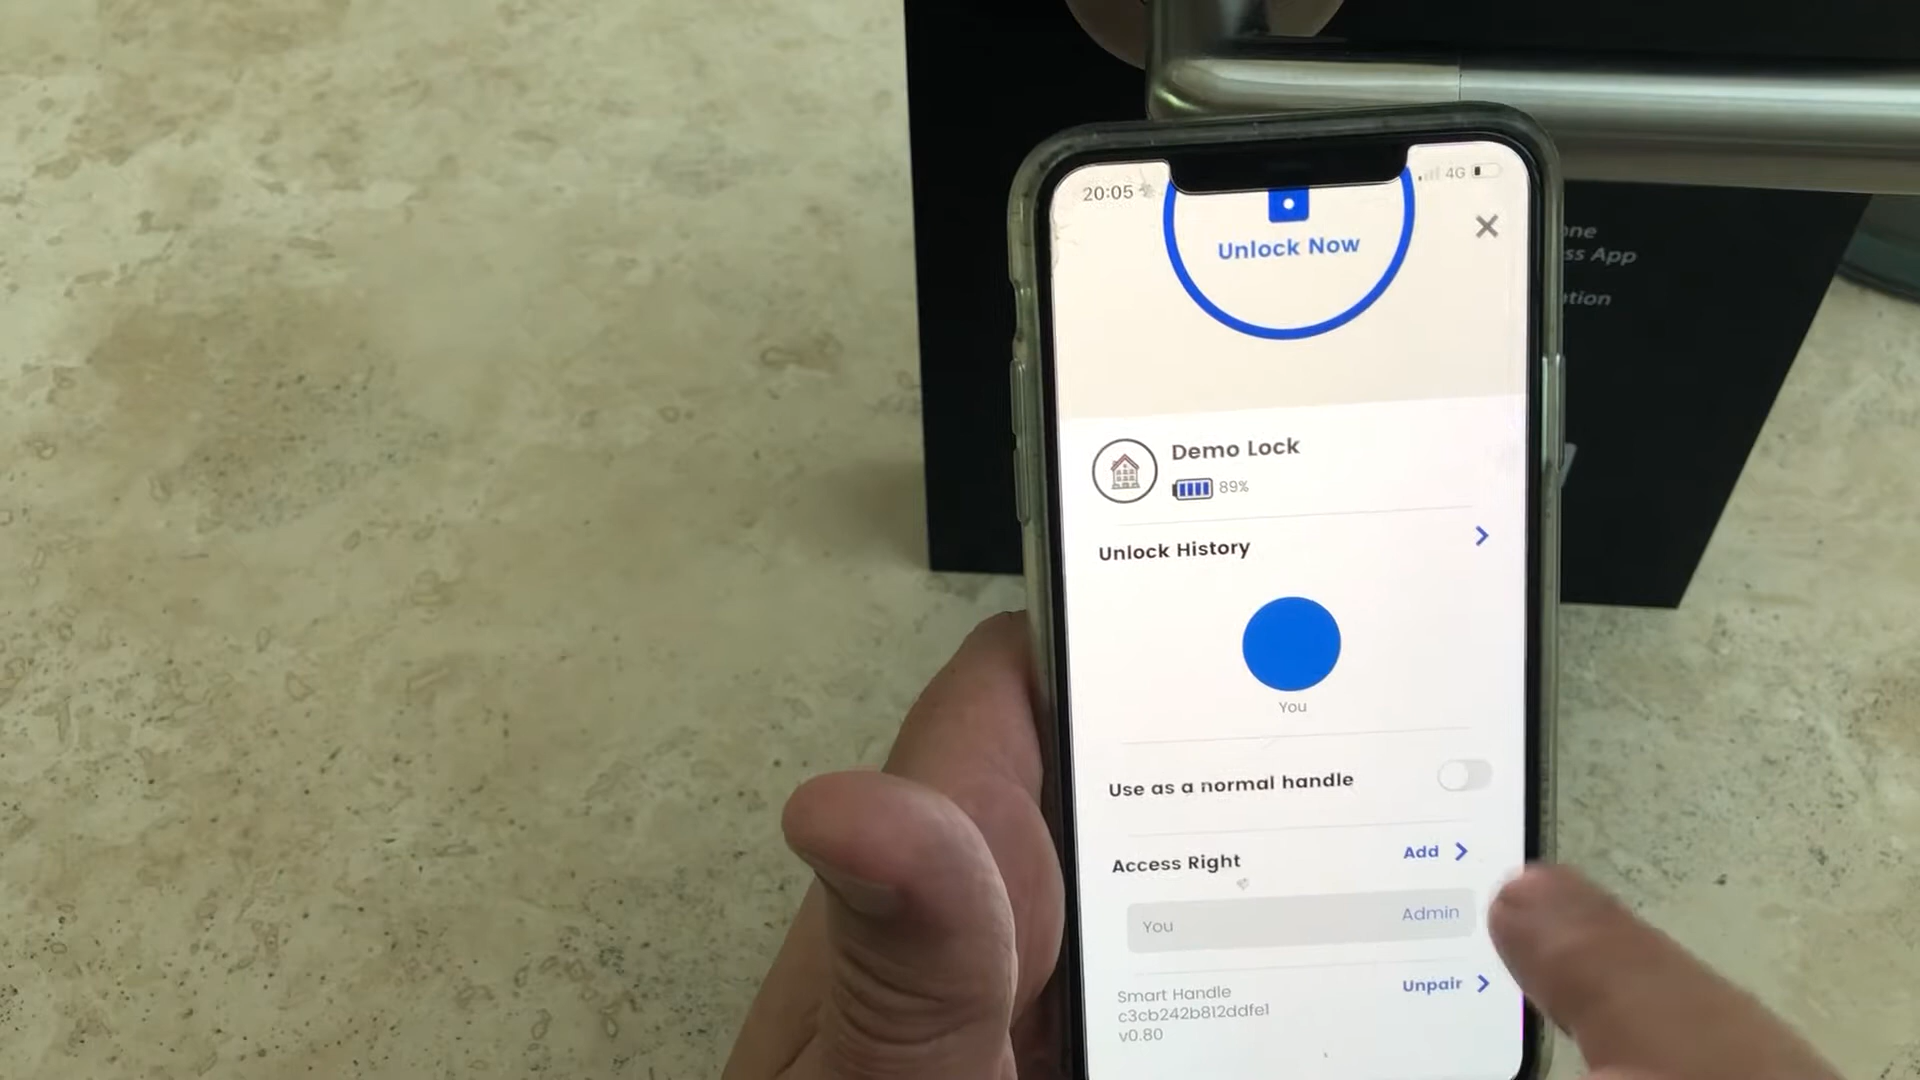 20:05
4G
Unlock Now
ss App
Demo Lock
89%
Unlock History
You
Use as a normal handle
Access Right
Add
You
Admin
Smart Handle
Unpair
c3cb242b812ddfe1
v0.80